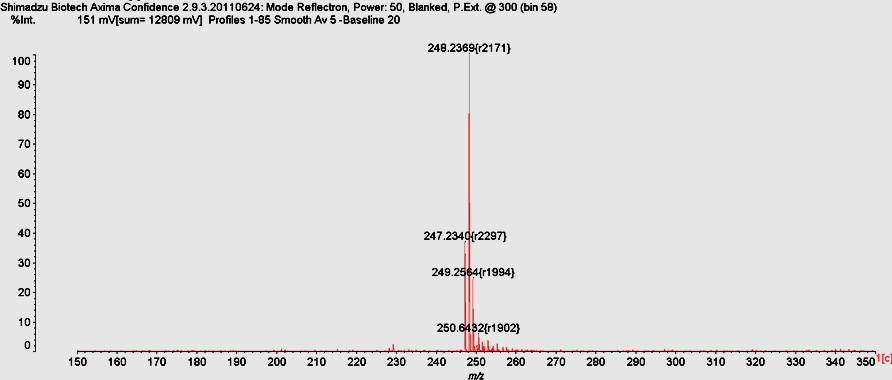 Shimadzu Biotech Axima Confidence 2.9.3.20110624: Mode Reflectron, Power: 50, Blanked, P.Ext. @ 300 (bin 58)
%Int. 151 mV[sum= 12809 mV] Profiles 1-85 Smooth Av 5 -Baseline 20
248.2369{r2171}
100
90
80
70
60
50
40
247.2340{r2297}
30
249.2564{r1994}
20
10
250.6432{r1902}
0
150 160 170 180 190 200 210 220 230 240 250 260 270 280 290 300 310 320 330 340 350 1[c]
m/z